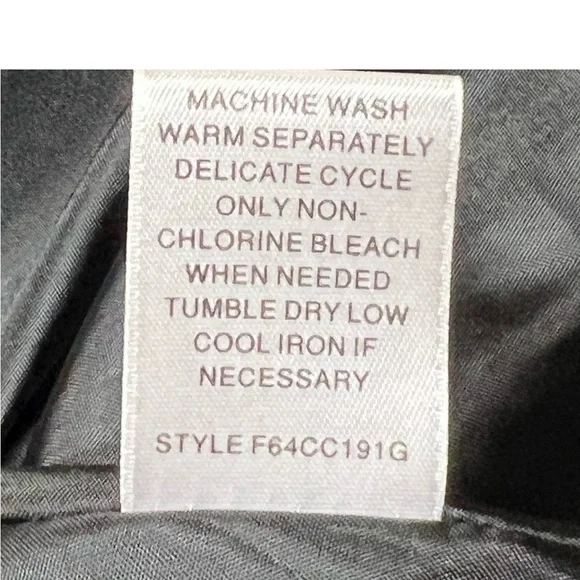 MACHINE WASH
WARM SEPARATELY
DELICATE CYCLE
ONLY NON-
CHLORINE BLEACH
WHEN NEEDED
TUMBLE DRY LOW
COOL IRON IF
NECESSARY
STYLE F64CC191G